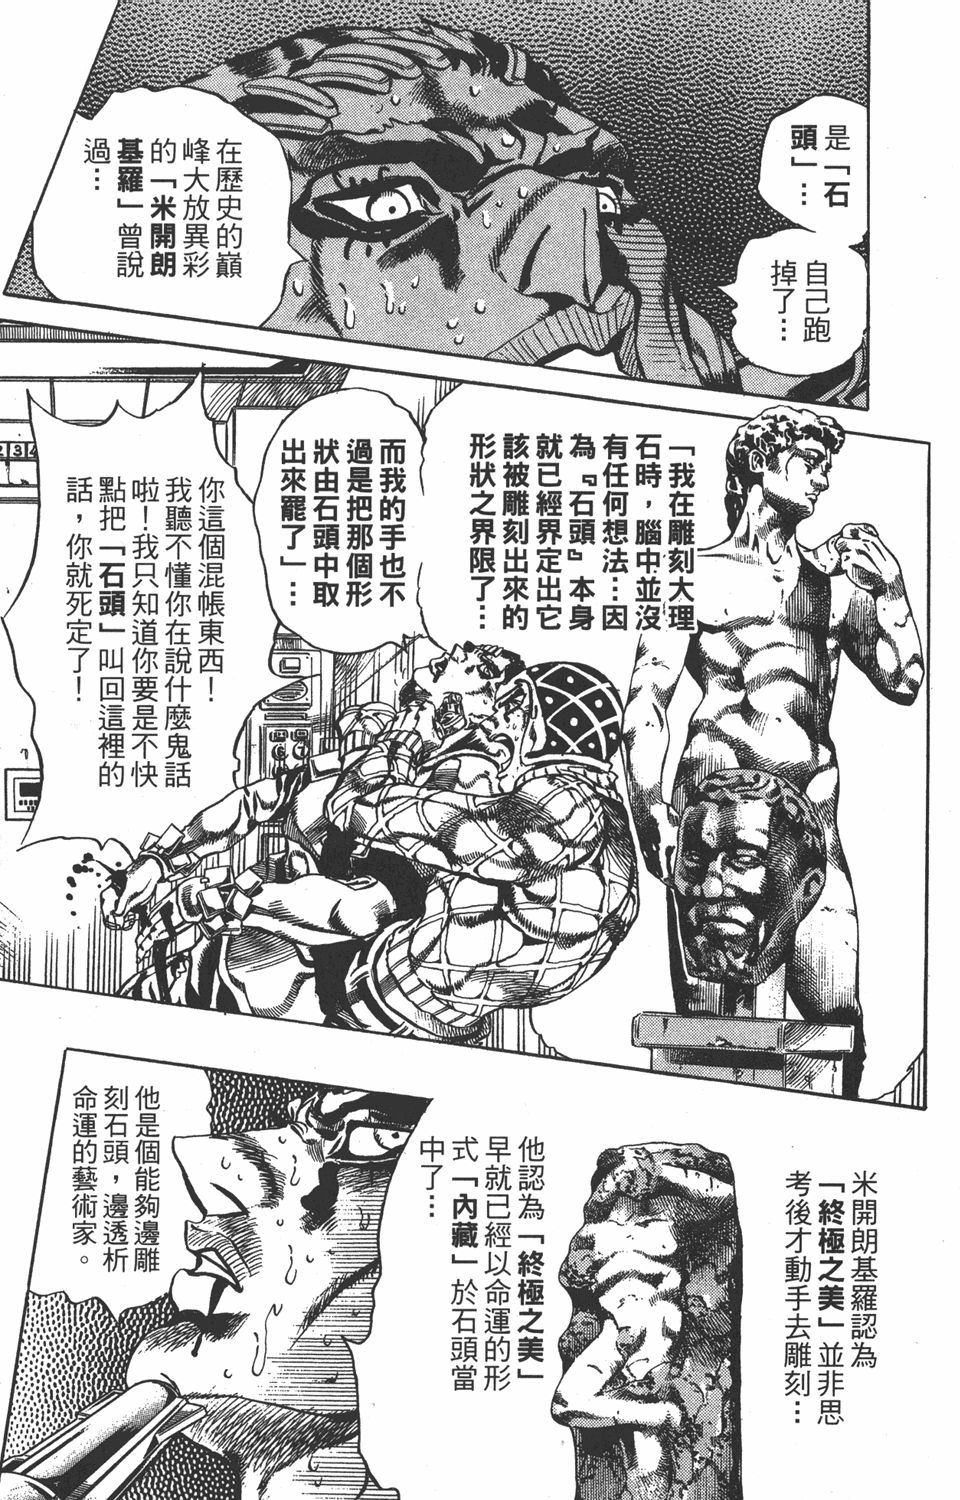 是「石
頭」…
自己跑
掉了…
在歷史的巔
峰大放異彩
的「米開朗
基羅」曾說
過…
「我在雕刻大理
石時，腦中並沒
有任何想法…因
為『石頭』本身
就已經界定出它
該被雕刻出來的
形狀之界限了…
而我的手也不
過是把那個形
狀由石頭中取
出來罷了」…
你這個混帳東西！
我聽不懂你在說什麼鬼話
啦！我只知道你要是不快
點把「石頭」叫回這裡的
話，你就死定了！
米開朗基羅認為
「終極之美」並非思
考後才動手去雕刻…
他認為「終極之美」
早就已經以命運的形
式「內藏」於石頭當
中了…
他是個能夠邊雕
刻石頭，邊透析
命運的藝術家。